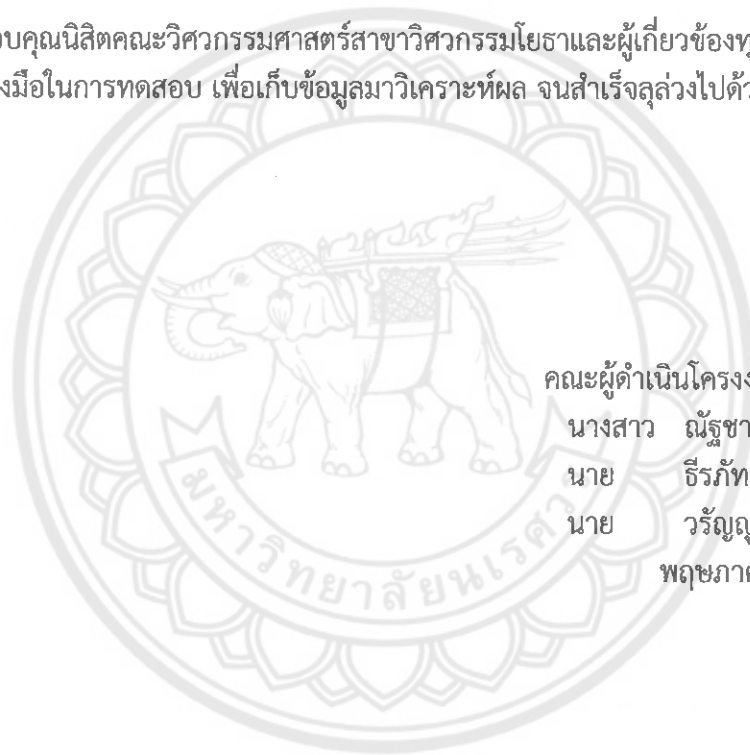 อบคุณนิสิตคณะวิศวกรรมศาสตร์สาขาวิศวกรรมโยธาและผู้เกี่ยวข้องทุ
งมือในการทดสอบ เพื่อเก็บข้อมูลมาวิเคราะห์ผล จนสำเร็จลุล่วงไปด้ว
คณะผู้ดำเนินโครงง
นางสาว ณัฐชา
นาย ธีรภัท
นาย วรัญญู
พฤษภาค
มหาวิทยาลัยนเรศวร